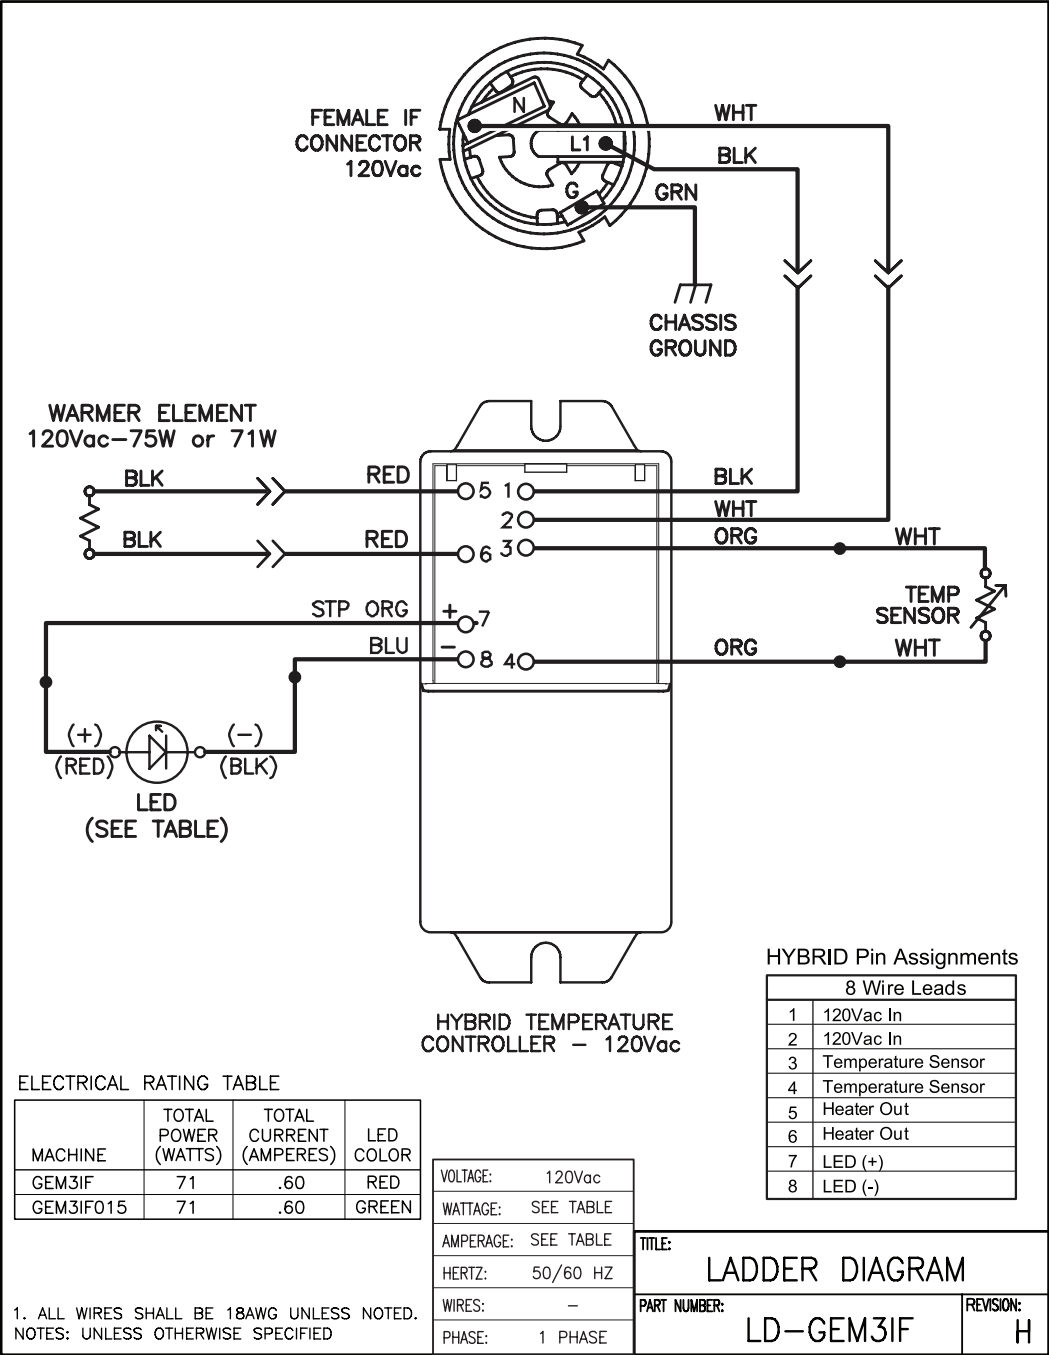 FEMALE IF
CONNECTOR
120Vac
N
L1
G
WHT
BLK
GRN
CHASSIS
GROUND
WARMER ELEMENT
120Vac-75W or 71W
BLK
RED
5
1
BLK
2
WHT
BLK
RED
6
3
ORG
WHT
TEMP
SENSOR
STP ORG
+
7
BLU
-
8
4
ORG
WHT
(+)
(RED)
(-)
(BLK)
LED
(SEE TABLE)
HYBRID TEMPERATURE
CONTROLLER - 120Vac
HYBRID Pin Assignments
8 Wire Leads
1 120Vac In
2 120Vac In
3 Temperature Sensor
4 Temperature Sensor
5 Heater Out
6 Heater Out
7 LED (+)
8 LED (-)
ELECTRICAL RATING TABLE
MACHINE TOTAL POWER (WATTS) TOTAL CURRENT (AMPERES) LED COLOR
GEM3IF 71 .60 RED
GEM3IF015 71 .60 GREEN
VOLTAGE: 120Vac
WATTAGE: SEE TABLE
AMPERAGE: SEE TABLE
HERTZ: 50/60 HZ
WIRES: -
PHASE: 1 PHASE
1. ALL WIRES SHALL BE 18AWG UNLESS NOTED.
NOTES: UNLESS OTHERWISE SPECIFIED
TITLE:
LADDER DIAGRAM
PART NUMBER:
LD-GEM3IF
REVISION:
H